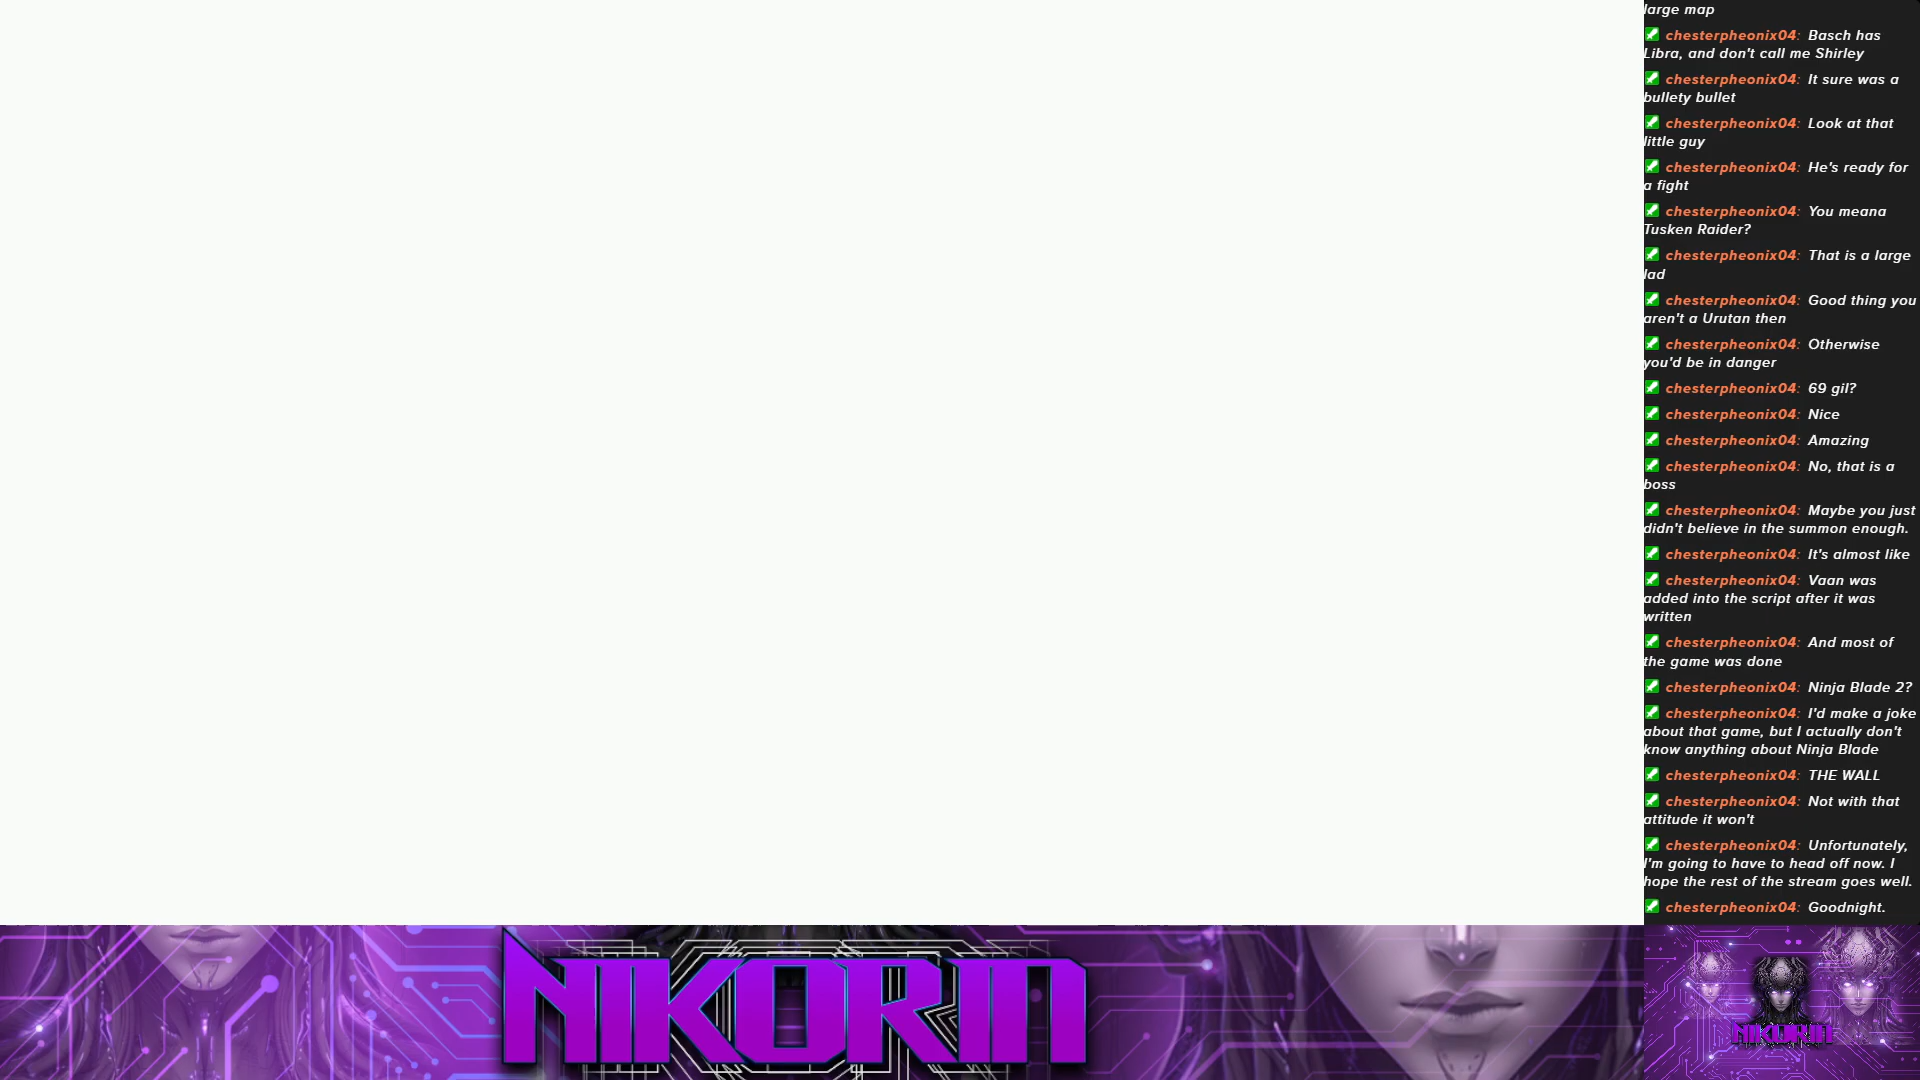 large map
chesterpheonix04: Basch has
Libra, and don't call me Shirley
chesterpheonix04: It sure was a
bullety bullet
chesterpheonix04: Look at that
little guy
chesterpheonix04: He's ready for
a fight
chesterpheonix04: You meana
Tusken Raider?
chesterpheonix04: That is a large
lad
chesterpheonix04: Good thing you
aren't a Urutan then
chesterpheonix04: Otherwise
you'd be in danger
chesterpheonix04: 69 gil?
chesterpheonix04: Nice
chesterpheonix04: Amazing
chesterpheonix04: No, that is a
boss
chesterpheonix04: Maybe you just
didn't believe in the summon enough.
chesterpheonix04: It's almost like
chesterpheonix04: Vaan was
added into the script after it was
written
chesterpheonix04: And most of
the game was done
chesterpheonix04: Ninja Blade 2?
chesterpheonix04: I'd make a joke
about that game, but I actually don't
know anything about Ninja Blade
chesterpheonix04: THE WALL
chesterpheonix04: Not with that
attitude it won't
chesterpheonix04: Unfortunately,
I'm going to have to head off now. I
hope the rest of the stream goes well.
chesterpheonix04: Goodnight.
NIKORIN
NIKORIN